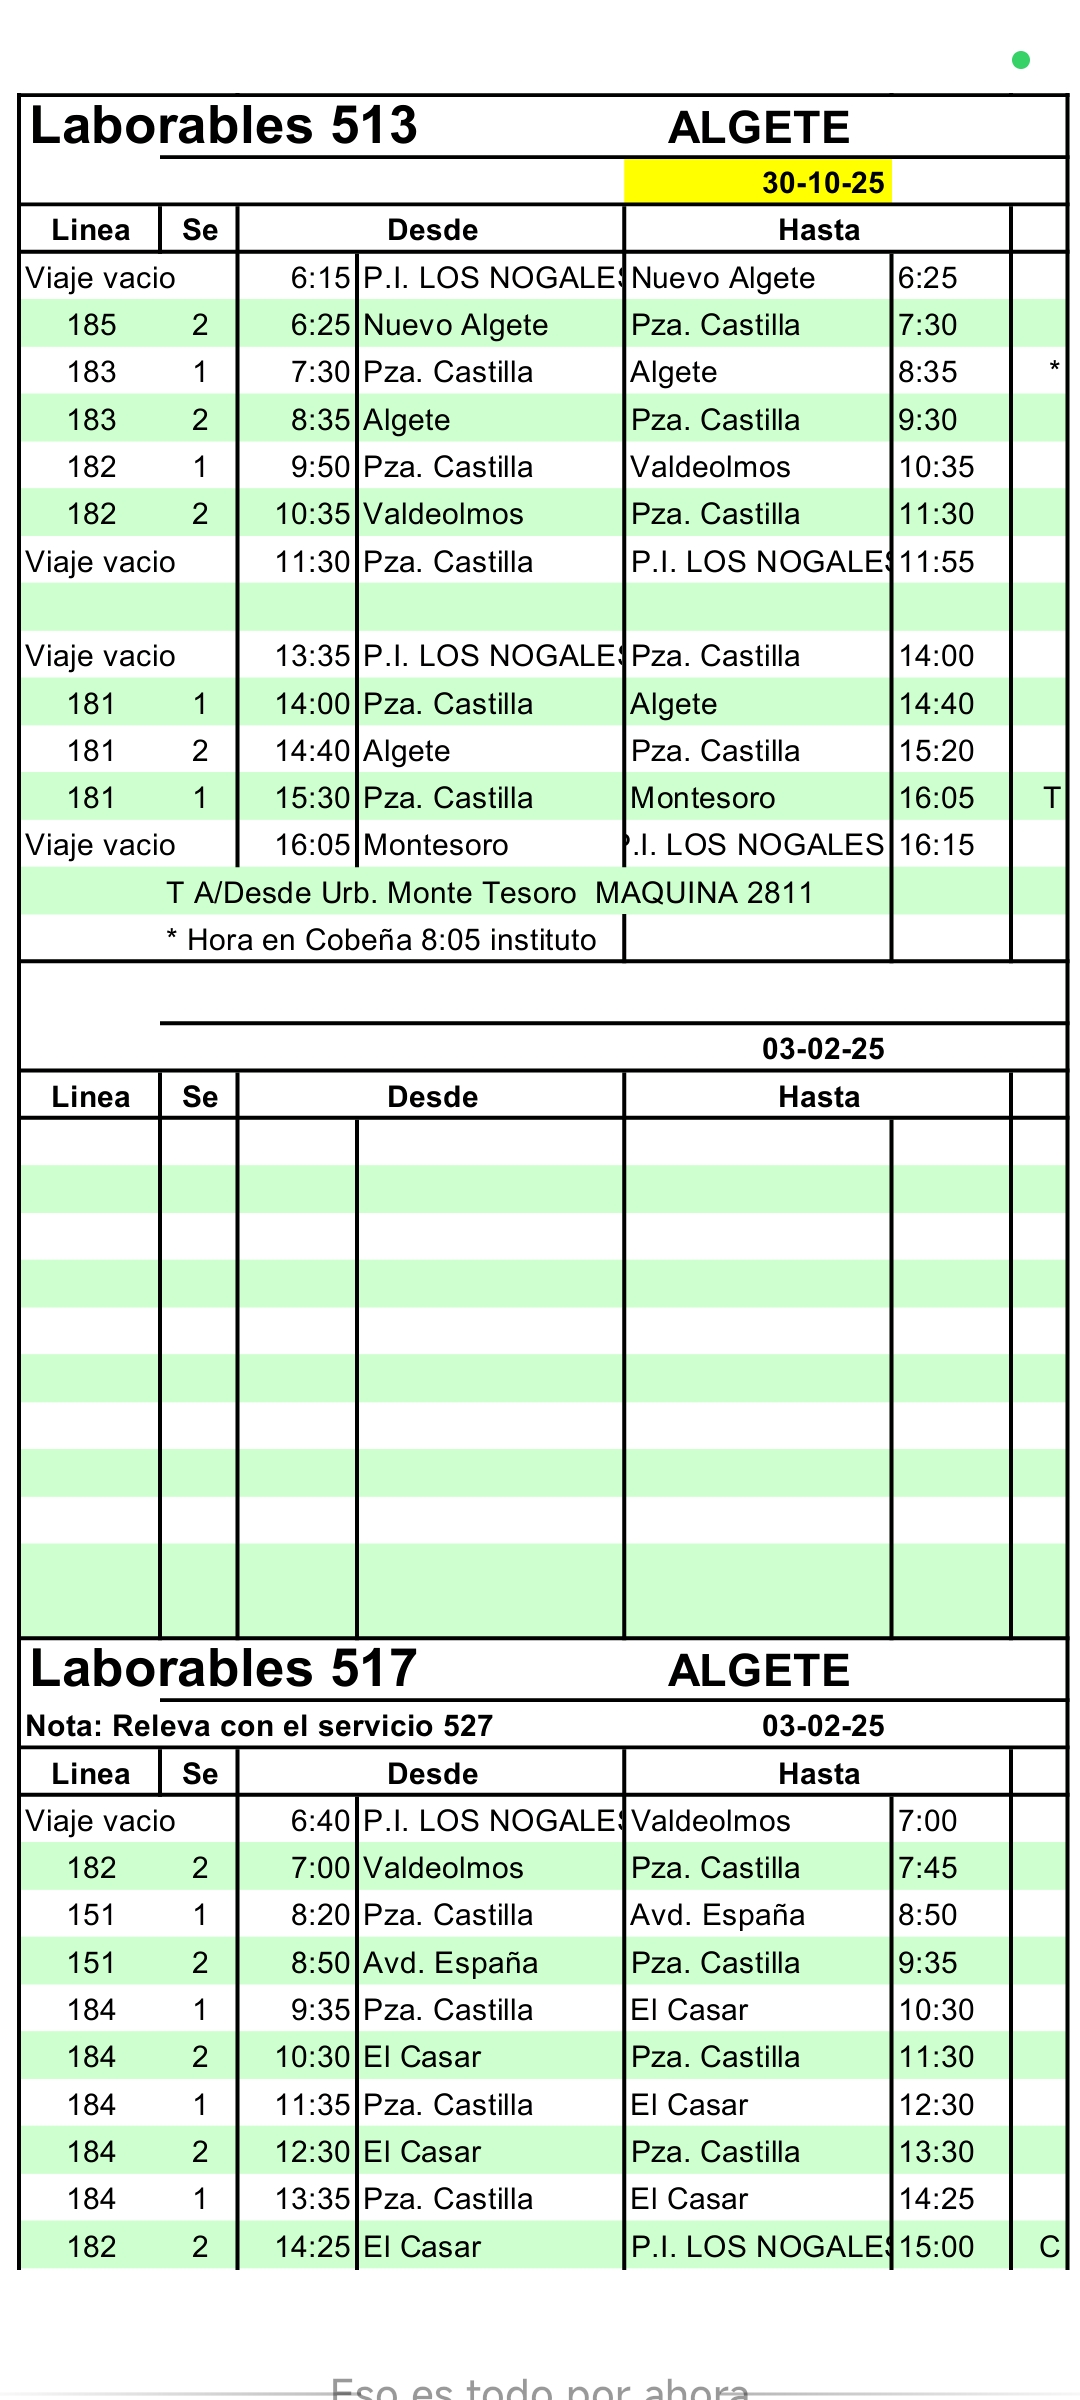 Laborables 513 ALGETE
30-10-25
Linea Se Desde Hasta
Viaje vacio 6:15 P.I. LOS NOGALES Nuevo Algete 6:25
185 2 6:25 Nuevo Algete Pza. Castilla 7:30
183 1 7:30 Pza. Castilla Algete 8:35 *
183 2 8:35 Algete Pza. Castilla 9:30
182 1 9:50 Pza. Castilla Valdeolmos 10:35
182 2 10:35 Valdeolmos Pza. Castilla 11:30
Viaje vacio 11:30 Pza. Castilla P.I. LOS NOGALES 11:55
Viaje vacio 13:35 P.I. LOS NOGALES Pza. Castilla 14:00
181 1 14:00 Pza. Castilla Algete 14:40
181 2 14:40 Algete Pza. Castilla 15:20
181 1 15:30 Pza. Castilla Montesoro 16:05 T
Viaje vacio 16:05 Montesoro P.I. LOS NOGALES 16:15
T A/Desde Urb. Monte Tesoro MAQUINA 2811
* Hora en Cobeña 8:05 instituto
03-02-25
Linea Se Desde Hasta
Laborables 517 ALGETE
Nota: Releva con el servicio 527 03-02-25
Linea Se Desde Hasta
Viaje vacio 6:40 P.I. LOS NOGALES Valdeolmos 7:00
182 2 7:00 Valdeolmos Pza. Castilla 7:45
151 1 8:20 Pza. Castilla Avd. España 8:50
151 2 8:50 Avd. España Pza. Castilla 9:35
184 1 9:35 Pza. Castilla El Casar 10:30
184 2 10:30 El Casar Pza. Castilla 11:30
184 1 11:35 Pza. Castilla El Casar 12:30
184 2 12:30 El Casar Pza. Castilla 13:30
184 1 13:35 Pza. Castilla El Casar 14:25
182 2 14:25 El Casar P.I. LOS NOGALES 15:00 C
Eso es todo por ahora